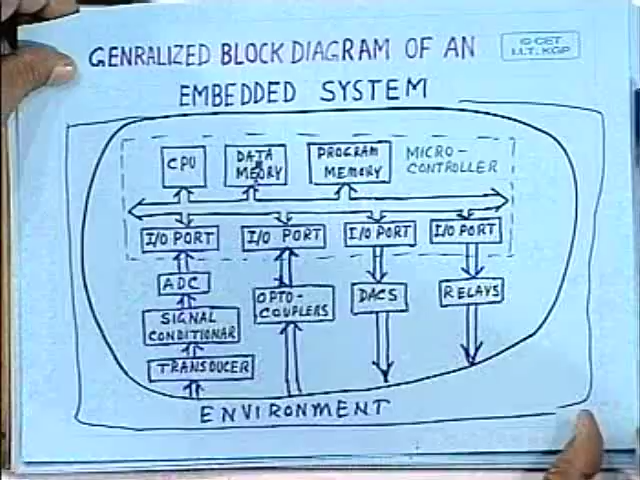 GENRALIZED BLOCK DIAGRAM OF AN
EMBEDDED SYSTEM
© CET
I.I.T. KGP
CPU
DATA
MEORY
PROGRAM
MEMORY
MICRO-
CONTROLLER
I/O PORT
I/O PORT
I/O PORT
I/O PORT
ADC
OPTO-
COUPLERS
DACS
RELAYS
SIGNAL
CONDITIONAR
TRANSDUCER
ENVIRONMENT